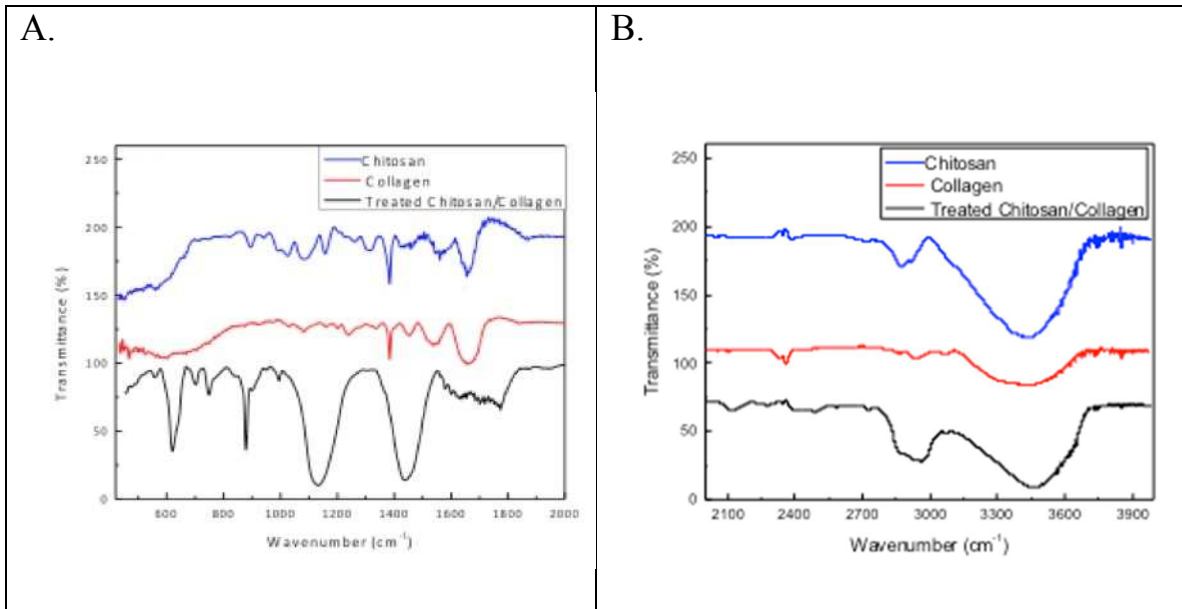 A.
250
200
150
100
50
0
Chitosan
Collagen
Treated Chitosan/Collagen
Transmittance (%)
600 800 1000 1200 1400 1600 1800 2000
Wavenumber (cm⁻¹)
B.
250
200
150
100
50
0
Chitosan
Collagen
Treated Chitosan/Collagen
Transmittance (%)
2100 2400 2700 3000 3300 3600 3900
Wavenumber (cm⁻¹)